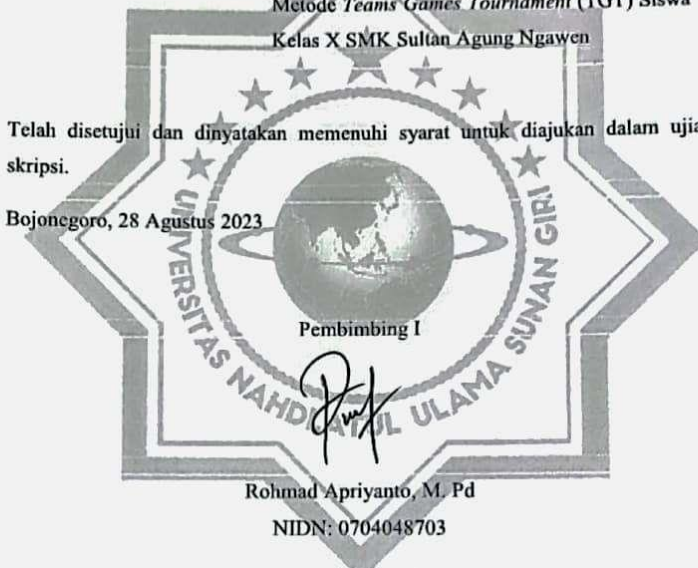 Metode Teams Games Tournament (TGT) Siswa
Kelas X SMK Sultan Agung Ngawen
Telah disetujui dan dinyatakan memenuhi syarat untuk diajukan dalam ujia
skripsi.
Bojonegoro, 28 Agustus 2023
UNIVERSITAS NAHDLATUL ULAMA SUNAN GIRI
Pembimbing I
Rohmad Apriyanto, M. Pd
NIDN: 0704048703